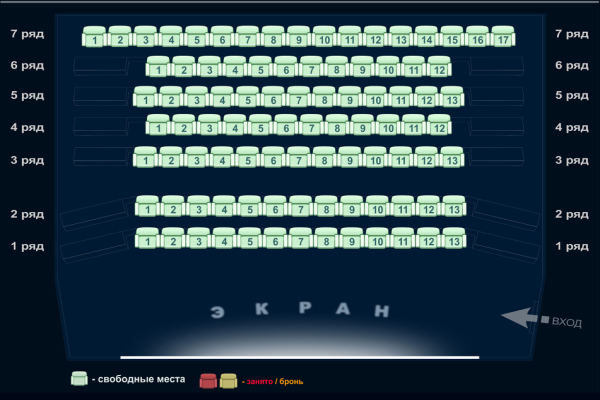 7 ряд 1 2 3 4 5 6 7 8 9 10 11 12 13 14 15 16 17 7 ряд
6 ряд 1 2 3 4 5 6 7 8 9 10 11 12 6 ряд
5 ряд 1 2 3 4 5 6 7 8 9 10 11 12 13 5 ряд
4 ряд 1 2 3 4 5 6 7 8 9 10 11 12 4 ряд
3 ряд 1 2 3 4 5 6 7 8 9 10 11 12 13 3 ряд
2 ряд 1 2 3 4 5 6 7 8 9 10 11 12 13 2 ряд
1 ряд 1 2 3 4 5 6 7 8 9 10 11 12 13 1 ряд
Э К Р А Н
ВХОД
- свободные места - занято / бронь